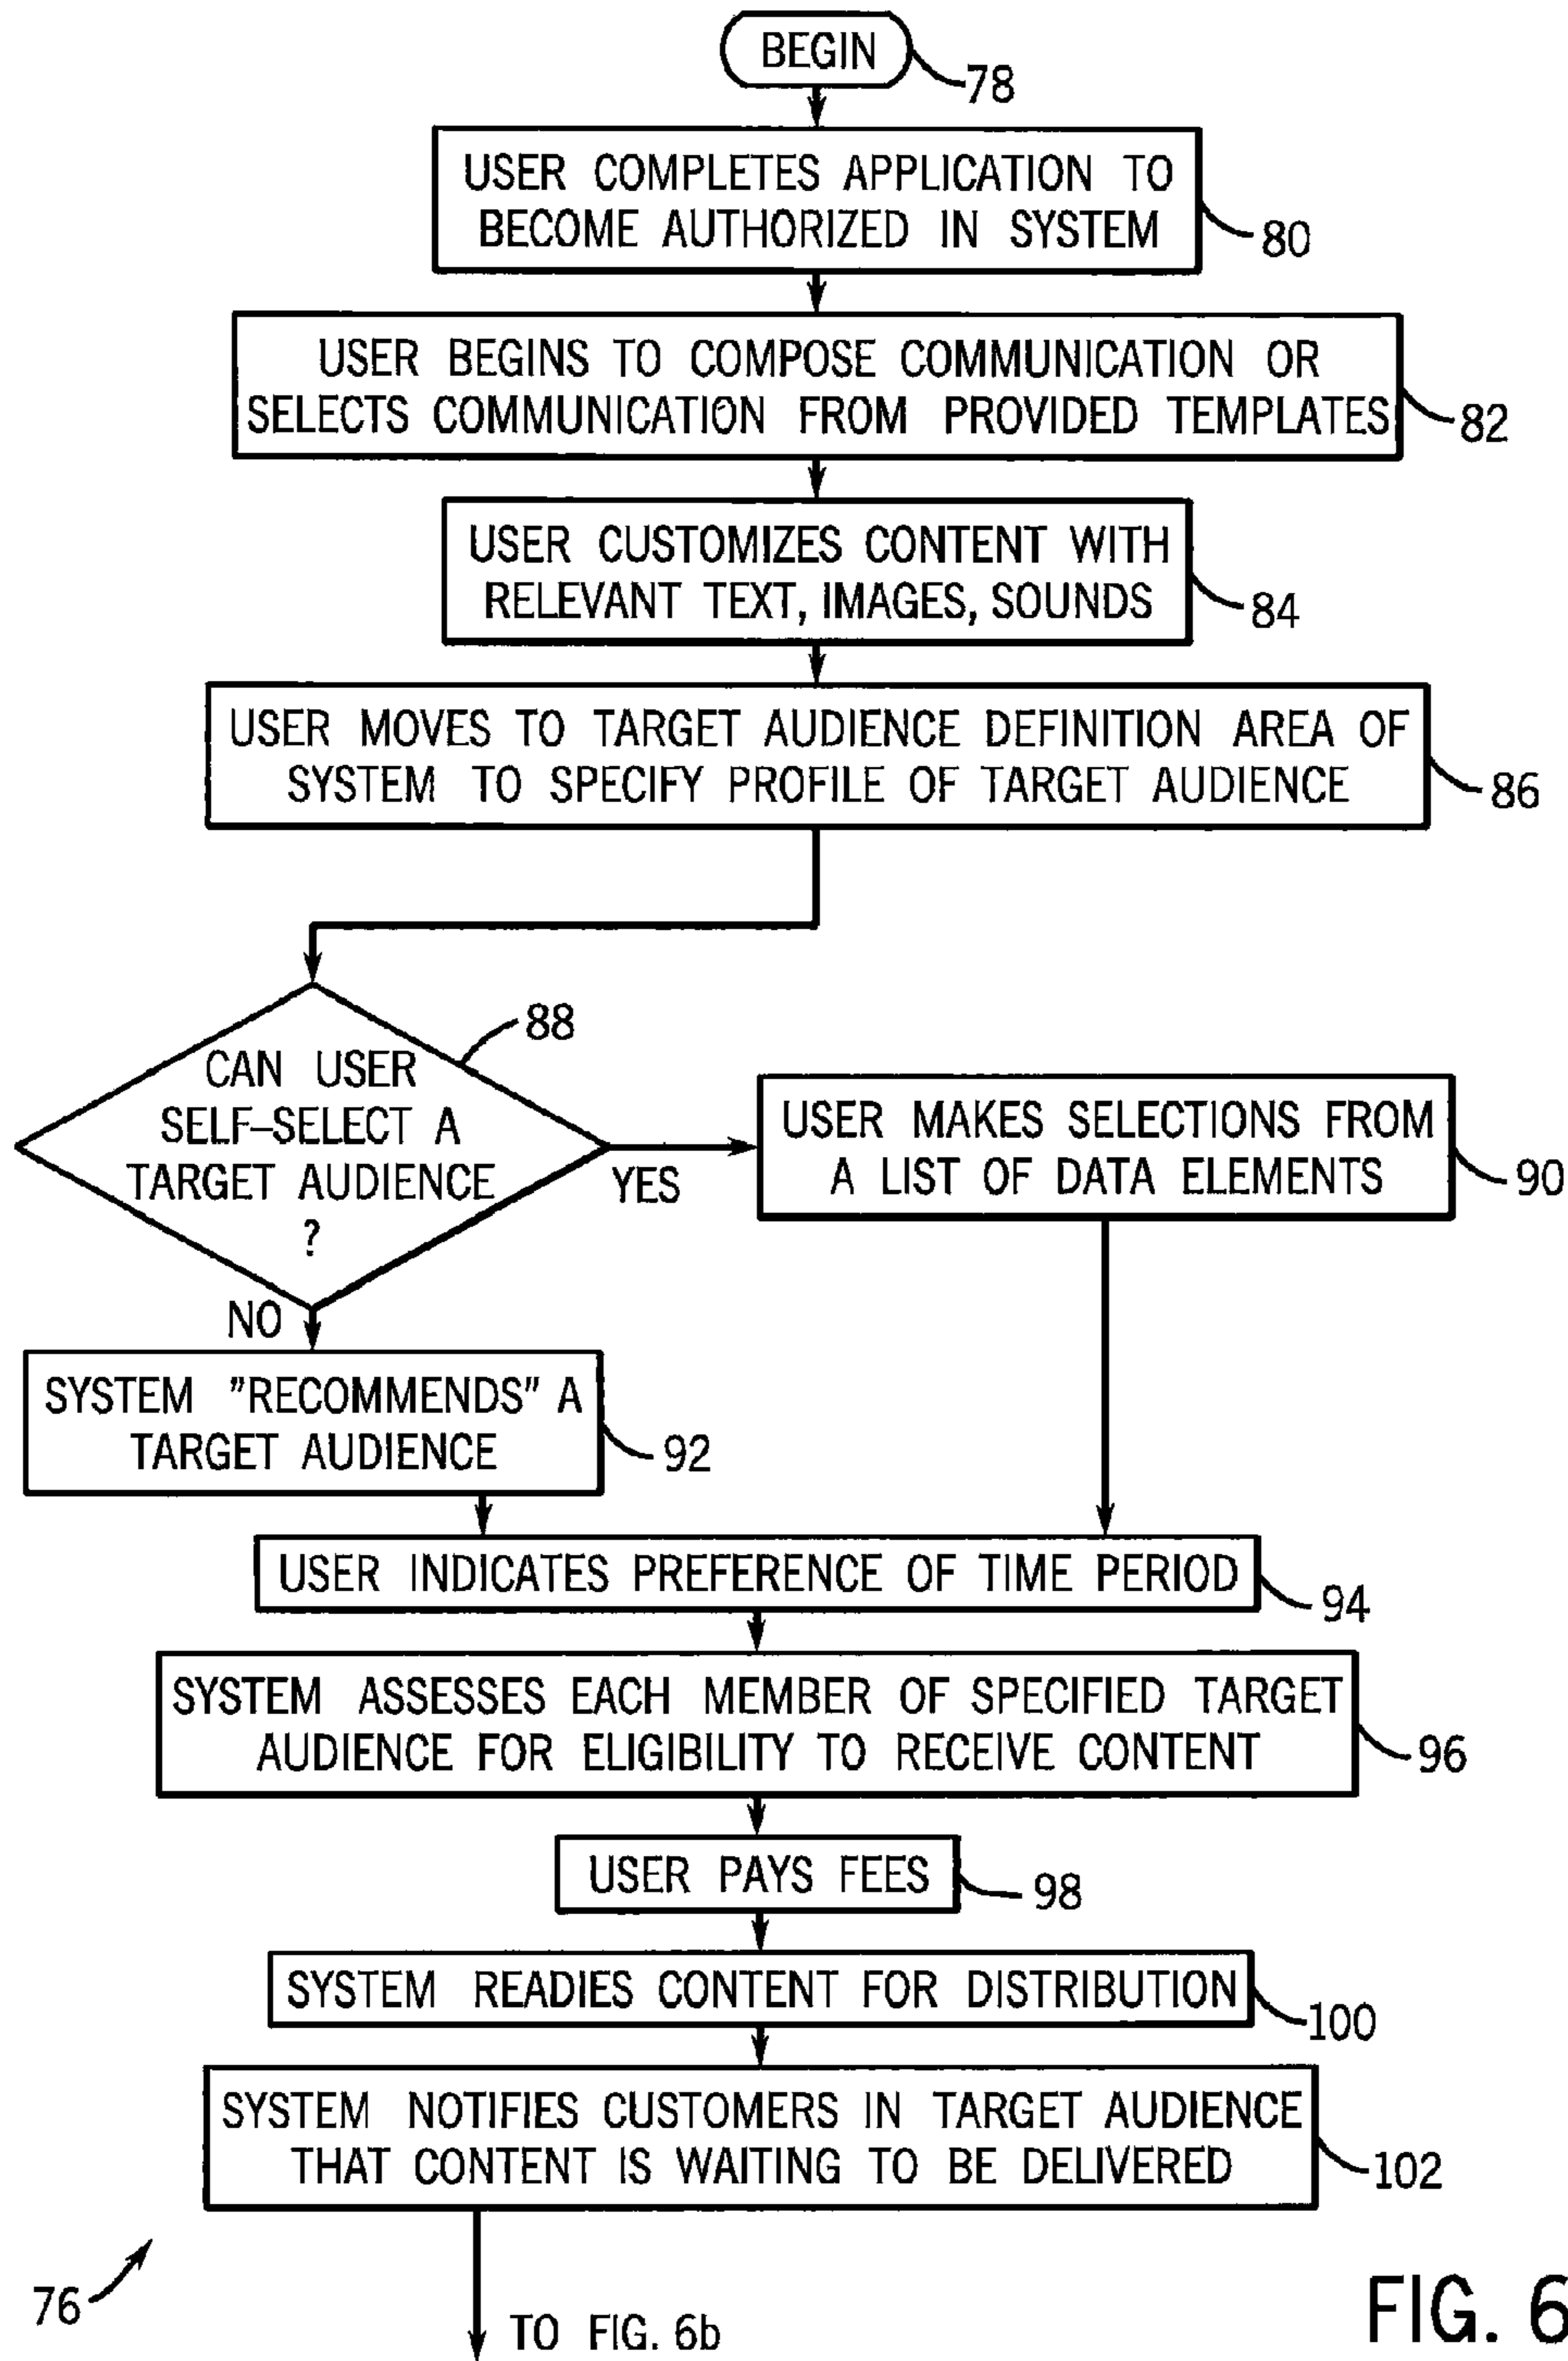 BEGIN
78
USER COMPLETES APPLICATION TO
BECOME AUTHORIZED IN SYSTEM
80
USER BEGINS TO COMPOSE COMMUNICATION OR
SELECTS COMMUNICATION FROM PROVIDED TEMPLATES
82
USER CUSTOMIZES CONTENT WITH
RELEVANT TEXT, IMAGES, SOUNDS
84
USER MOVES TO TARGET AUDIENCE DEFINITION AREA OF
SYSTEM TO SPECIFY PROFILE OF TARGET AUDIENCE
86
88
CAN USER
SELF-SELECT A
TARGET AUDIENCE
?
YES
USER MAKES SELECTIONS FROM
A LIST OF DATA ELEMENTS
90
NO
SYSTEM "RECOMMENDS" A
TARGET AUDIENCE
92
USER INDICATES PREFERENCE OF TIME PERIOD
94
SYSTEM ASSESSES EACH MEMBER OF SPECIFIED TARGET
AUDIENCE FOR ELIGIBILITY TO RECEIVE CONTENT
96
USER PAYS FEES
98
SYSTEM READIES CONTENT FOR DISTRIBUTION
100
SYSTEM NOTIFIES CUSTOMERS IN TARGET AUDIENCE
THAT CONTENT IS WAITING TO BE DELIVERED
102
76
TO FIG. 6b
FIG. 6